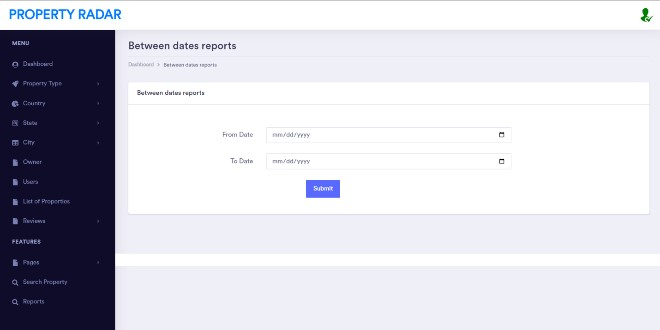 PROPERTY RADAR
MENU
Dashboard
Property Type
Country
State
City
Owner
Users
List of Properties
Reviews
FEATURES
Pages
Search Property
Reports
Between dates reports
Dashboard > Between dates reports
Between dates reports
From Date mm/dd/yyyy
To Date mm/dd/yyyy
Submit